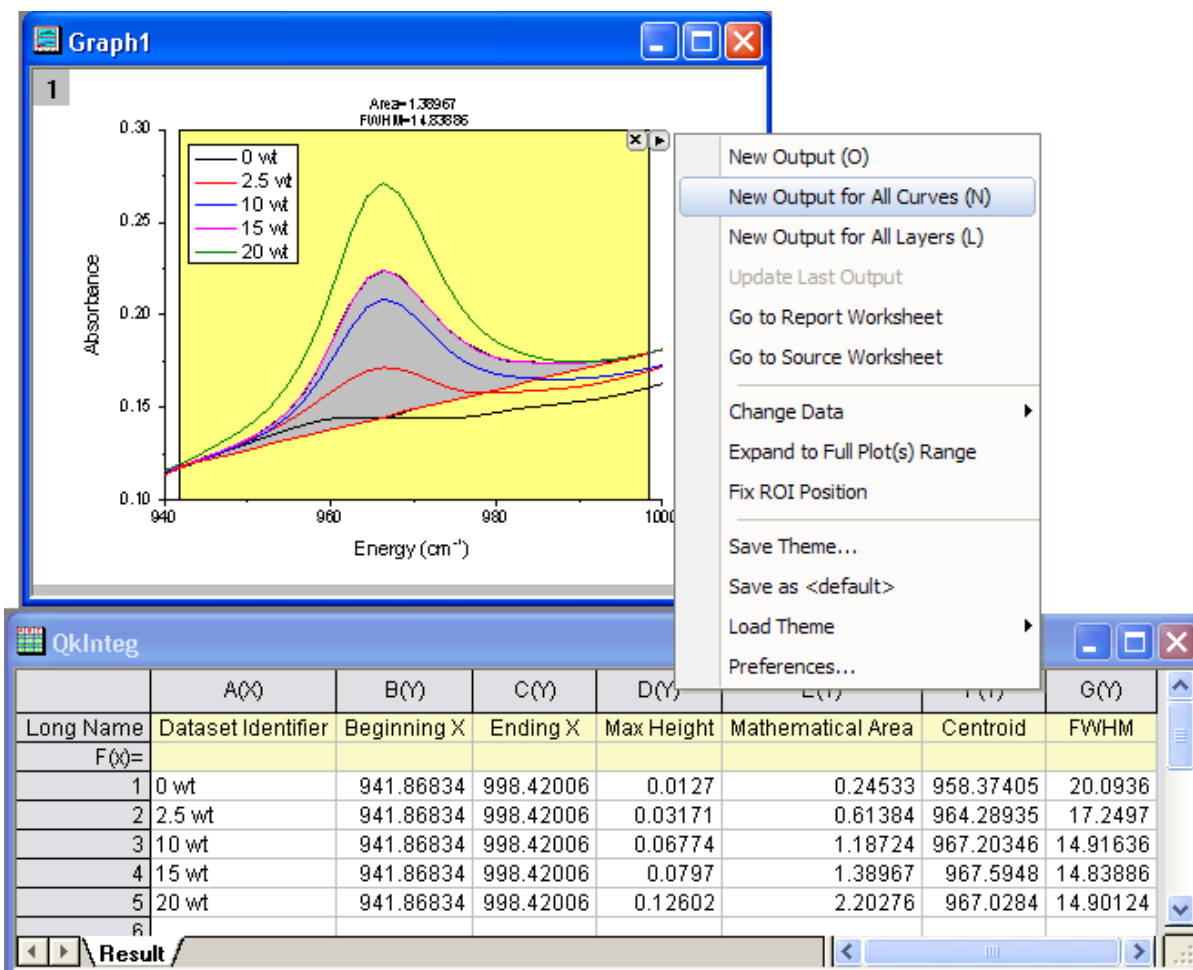 Graph1
1
Area=1.38967
FWHM=14.83886
0.30
0.25
0.20
0.15
0.10
Absorbance
0 wt
2.5 wt
10 wt
15 wt
20 wt
940 960 980 1000
Energy (cm⁻¹)
New Output (O)
New Output for All Curves (N)
New Output for All Layers (L)
Update Last Output
Go to Report Worksheet
Go to Source Worksheet
Change Data
Expand to Full Plot(s) Range
Fix ROI Position
Save Theme...
Save as <default>
Load Theme
Preferences...
QkInteg
A(X) B(Y) C(Y) D(Y) G(Y)
Long Name Dataset Identifier Beginning X Ending X Max Height Mathematical Area Centroid FWHM
F(x)=
1 0 wt 941.86834 998.42006 0.0127 0.24533 958.37405 20.0936
2 2.5 wt 941.86834 998.42006 0.03171 0.61384 964.28935 17.2497
3 10 wt 941.86834 998.42006 0.06774 1.18724 967.20346 14.91636
4 15 wt 941.86834 998.42006 0.0797 1.38967 967.5948 14.83886
5 20 wt 941.86834 998.42006 0.12602 2.20276 967.0284 14.90124
6
Result